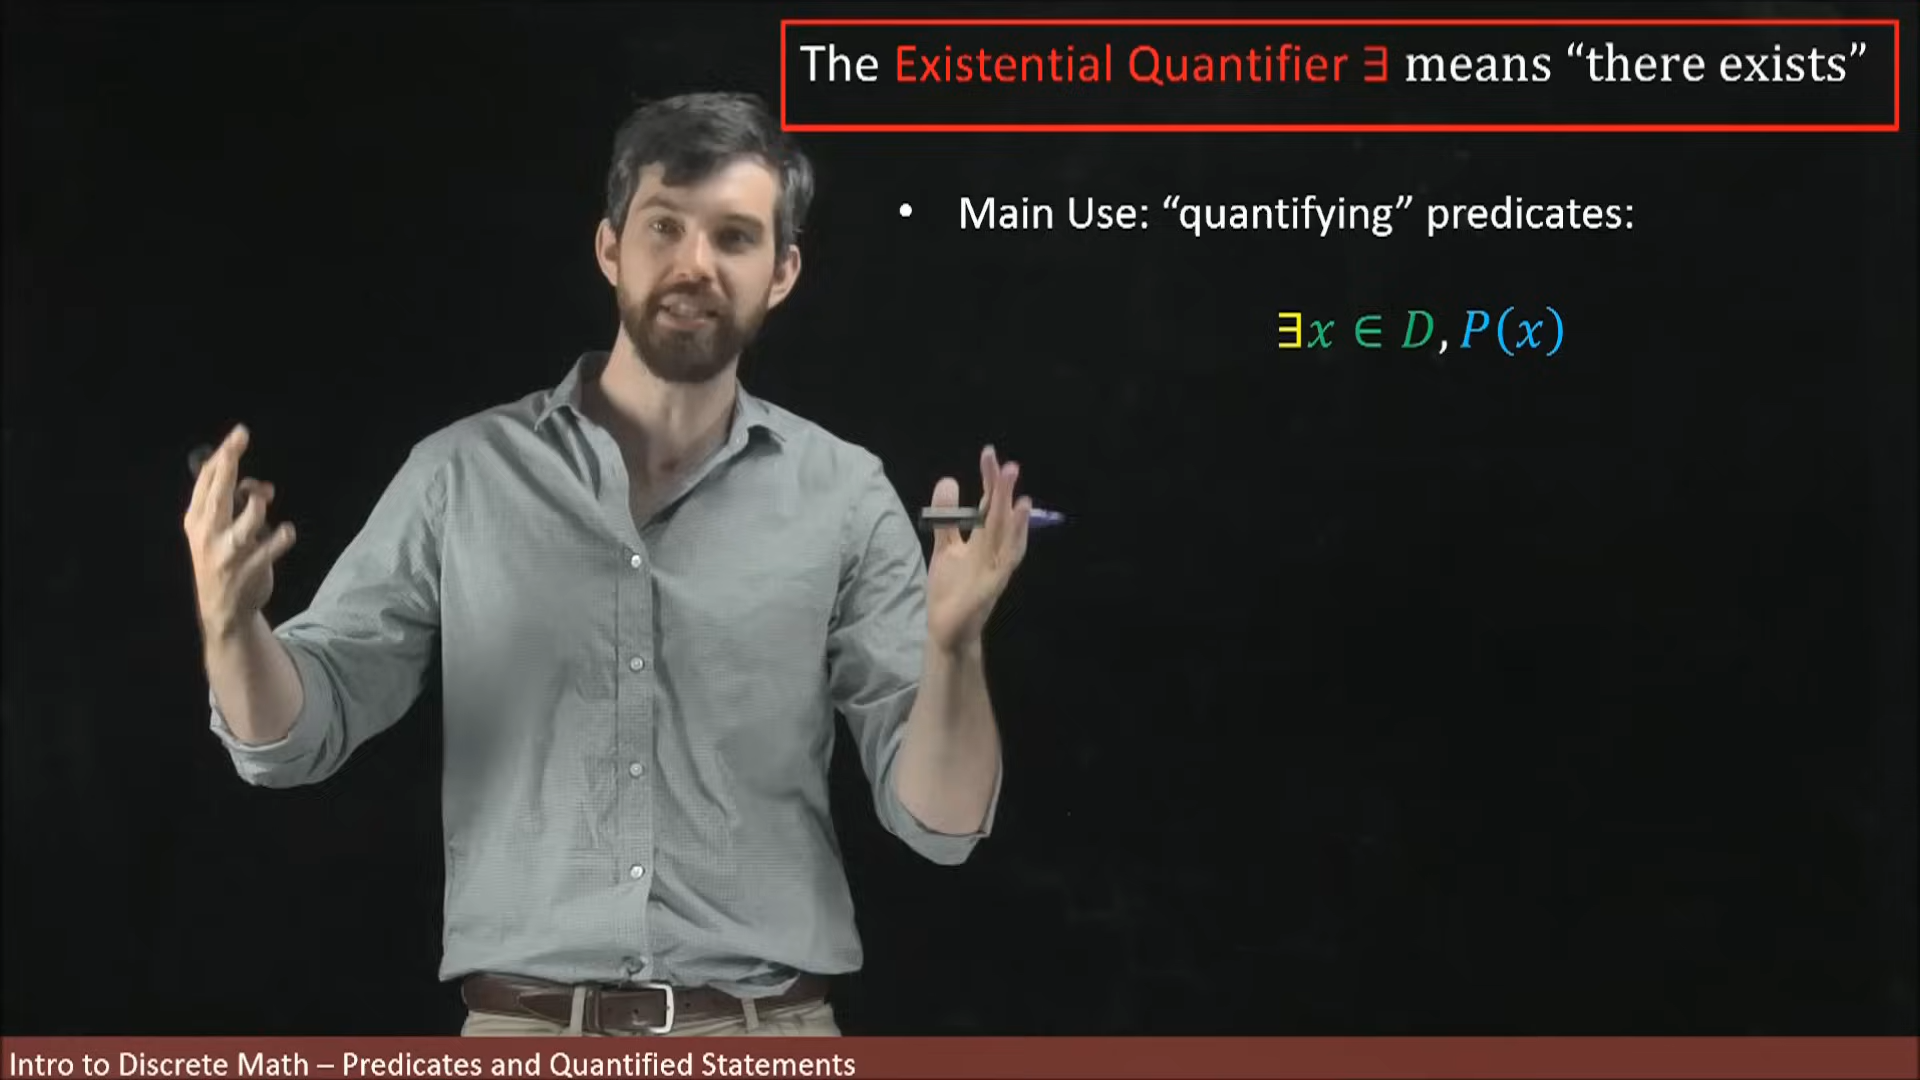 The Existential Quantifier ∃ means “there exists”
• Main Use: “quantifying” predicates:
∃x ∈ D, P(x)
Intro to Discrete Math – Predicates and Quantified Statements